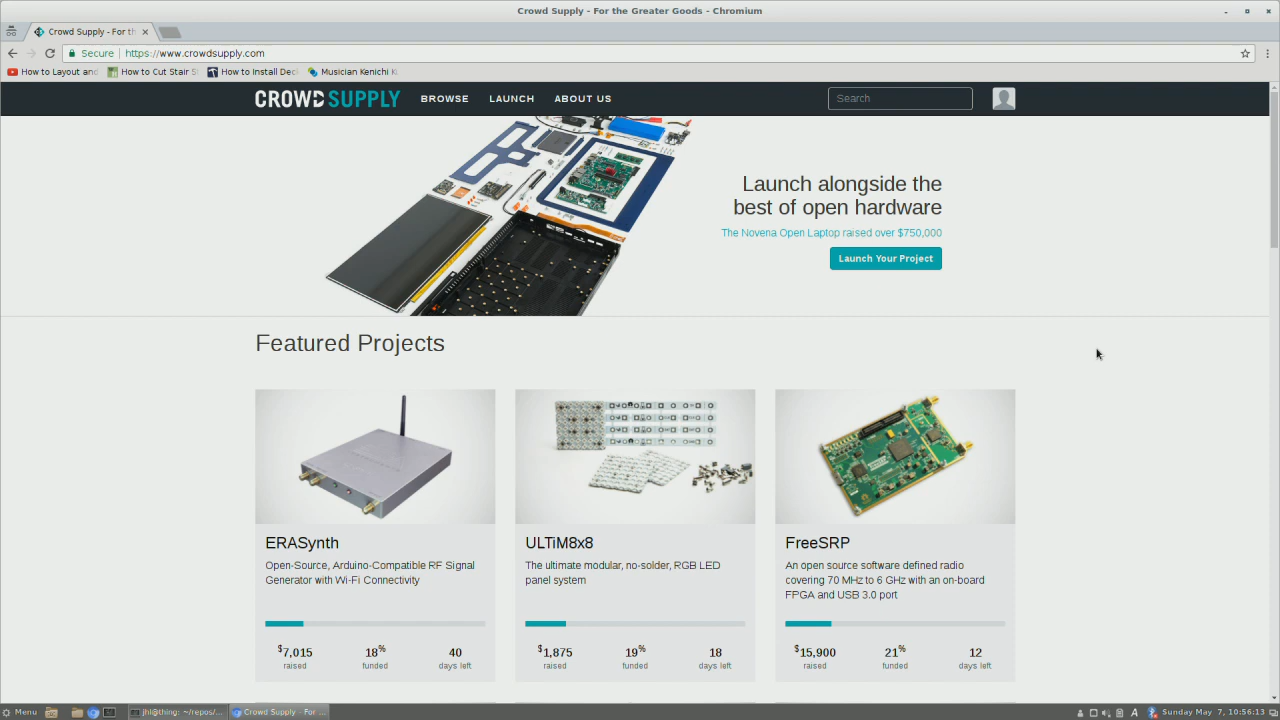 Crowd Supply - For the Greater Goods - Chromium
Crowd Supply - For th
Secure https://www.crowdsupply.com
How to Layout and How to Cut Stair S How to Install Dec Musician Kenichi K
CROWD SUPPLY BROWSE LAUNCH ABOUT US Search
Launch alongside the
best of open hardware
The Novena Open Laptop raised over $750,000
Launch Your Project
Featured Projects
ERASynth
Open-Source, Arduino-Compatible RF Signal
Generator with Wi-Fi Connectivity
$7,015 18% 40
raised funded days left
ULTiM8x8
The ultimate modular, no-solder, RGB LED
panel system
$1,875 19% 18
raised funded days left
FreeSRP
An open source software defined radio
covering 70 MHz to 6 GHz with an on-board
FPGA and USB 3.0 port
$15,900 21% 12
raised funded days left
Menu jhl@thing: ~/repos/... Crowd Supply - For ... A Sunday May 7, 10:56:13